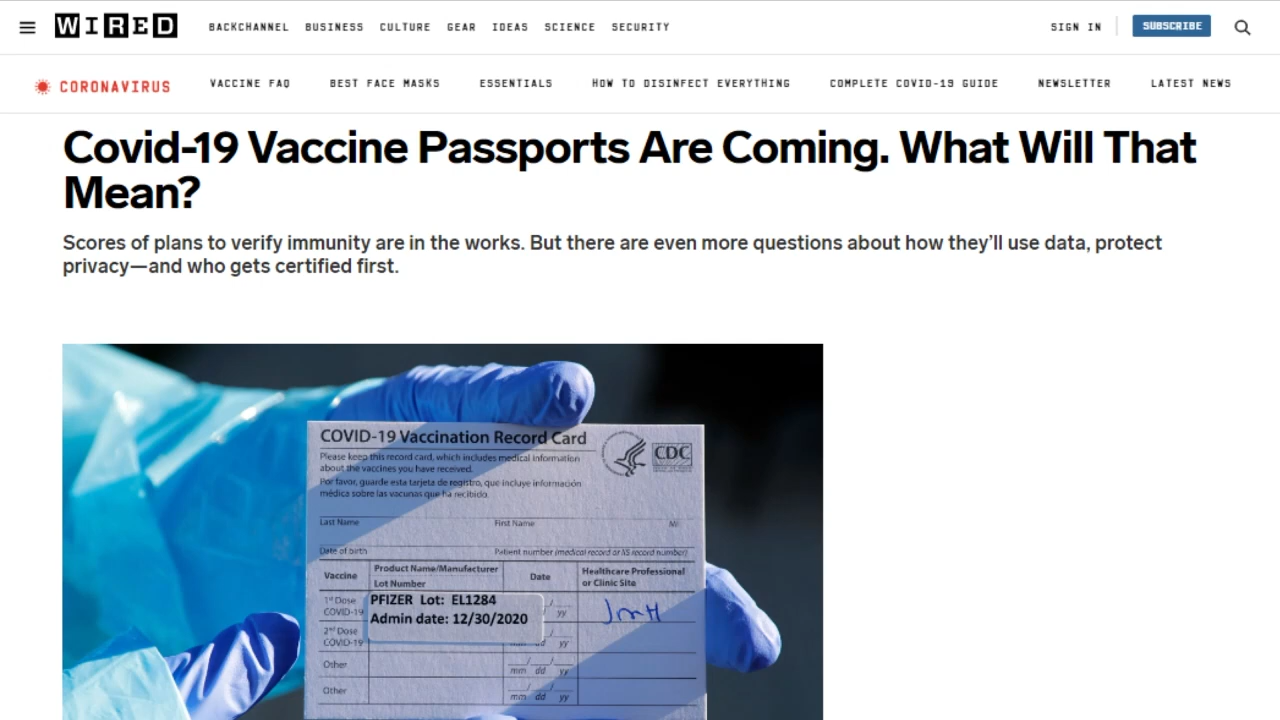 WIRED
BACKCHANNEL BUSINESS CULTURE GEAR IDEAS SCIENCE SECURITY
SIGN IN
SUBSCRIBE
CORONAVIRUS
VACCINE FAQ BEST FACE MASKS ESSENTIALS HOW TO DISINFECT EVERYTHING COMPLETE COVID-19 GUIDE NEWSLETTER LATEST NEWS
Covid-19 Vaccine Passports Are Coming. What Will That
Mean?
Scores of plans to verify immunity are in the works. But there are even more questions about how they'll use data, protect
privacy—and who gets certified first.
COVID-19 Vaccination Record Card
Please keep this record card, which includes medical information
about the vaccines you have received.
Por favor, guarde esta tarjeta de registro, que incluye información
médica sobre las vacunas que ha recibido.
CDC
Last Name First Name MI
Date of birth Patient number (medical record or IIS record number)
Vaccine
Product Name/Manufacturer
Lot Number
Date
Healthcare Professional
or Clinic Site
1st Dose
COVID-19
PFIZER Lot: EL1284
Admin date: 12/30/2020
yy
2nd Dose
COVID-19
yy
Other
mm dd yy
Other
mm dd yy